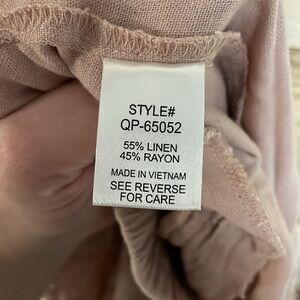 STYLE#
QP-65052
55% LINEN
45% RAYON
MADE IN VIETNAM
SEE REVERSE
FOR CARE